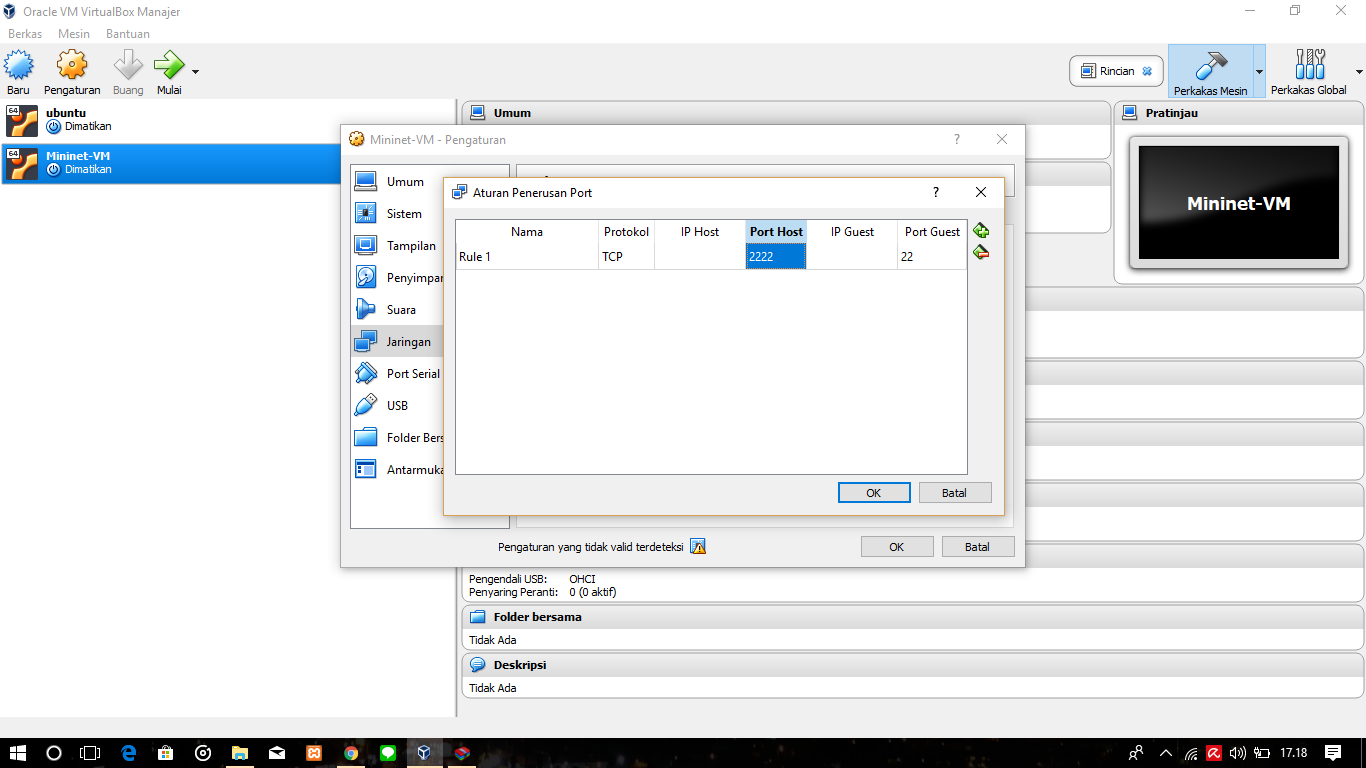 Oracle VM VirtualBox Manajer
Berkas Mesin Bantuan
Baru Pengaturan Buang Mulai
Rincian
Perkakas Mesin
Perkakas Global
64
ubuntu
Dimatikan
64
Mininet-VM
Dimatikan
Umum
Pratinjau
Mininet-VM
Mininet-VM - Pengaturan
?
Umum
Sistem
Tampilan
Penyimpar
Suara
Jaringan
Port Serial
USB
Folder Bers
Antarmuka
Aturan Penerusan Port
?
Nama Protokol IP Host Port Host IP Guest Port Guest
Rule 1 TCP 2222 22
OK Batal
Pengaturan yang tidak valid terdeteksi
OK Batal
Pengendali USB: OHCI
Penyaring Peranti: 0 (0 aktif)
Folder bersama
Tidak Ada
Deskripsi
Tidak Ada
17.18